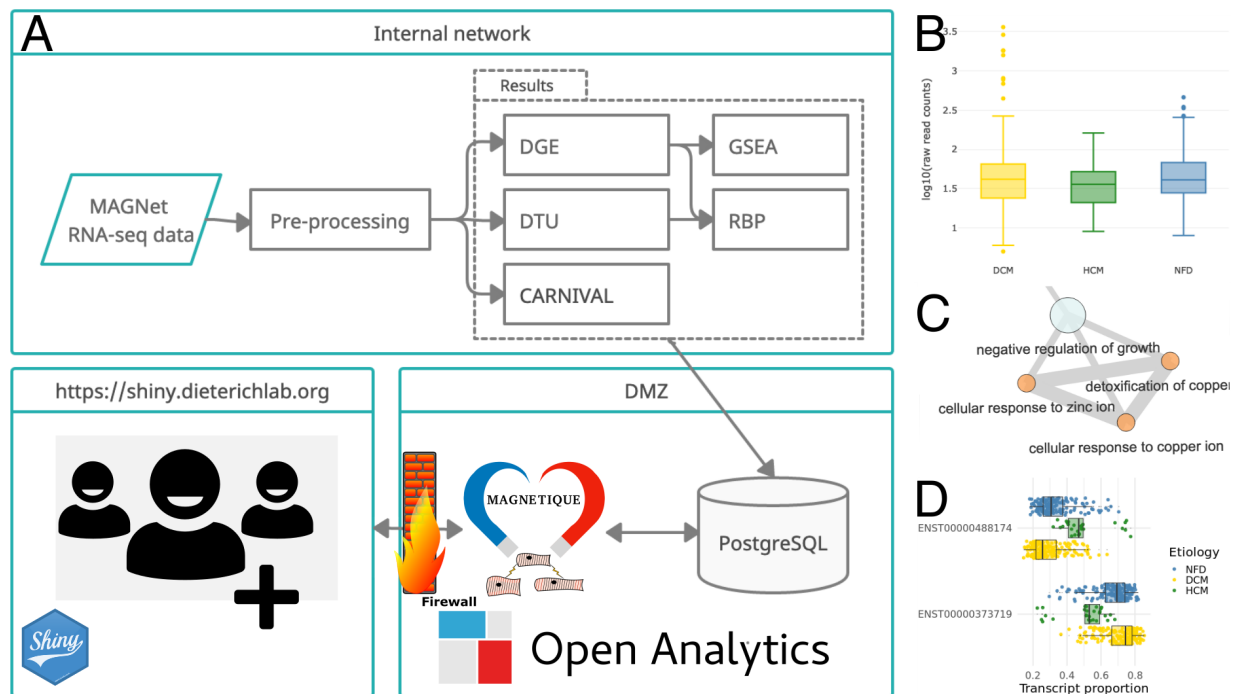 A
Internal network
Results
DGE
GSEA
MAGNet
RNA-seq data
Pre-processing
DTU
RBP
CARNIVAL
https://shiny.dieterichlab.org
Shiny
DMZ
MAGNETIQUE
PostgreSQL
Firewall
Open Analytics
B
log10(raw read counts)
3.5
3
2.5
2
1.5
1
DCM
HCM
NFD
C
negative regulation of growth
detoxification of copper
cellular response to zinc ion
cellular response to copper ion
D
ENST00000488174
ENST00000373719
Etiology
NFD
DCM
HCM
0.2
0.4
0.6
0.8
Transcript proportion